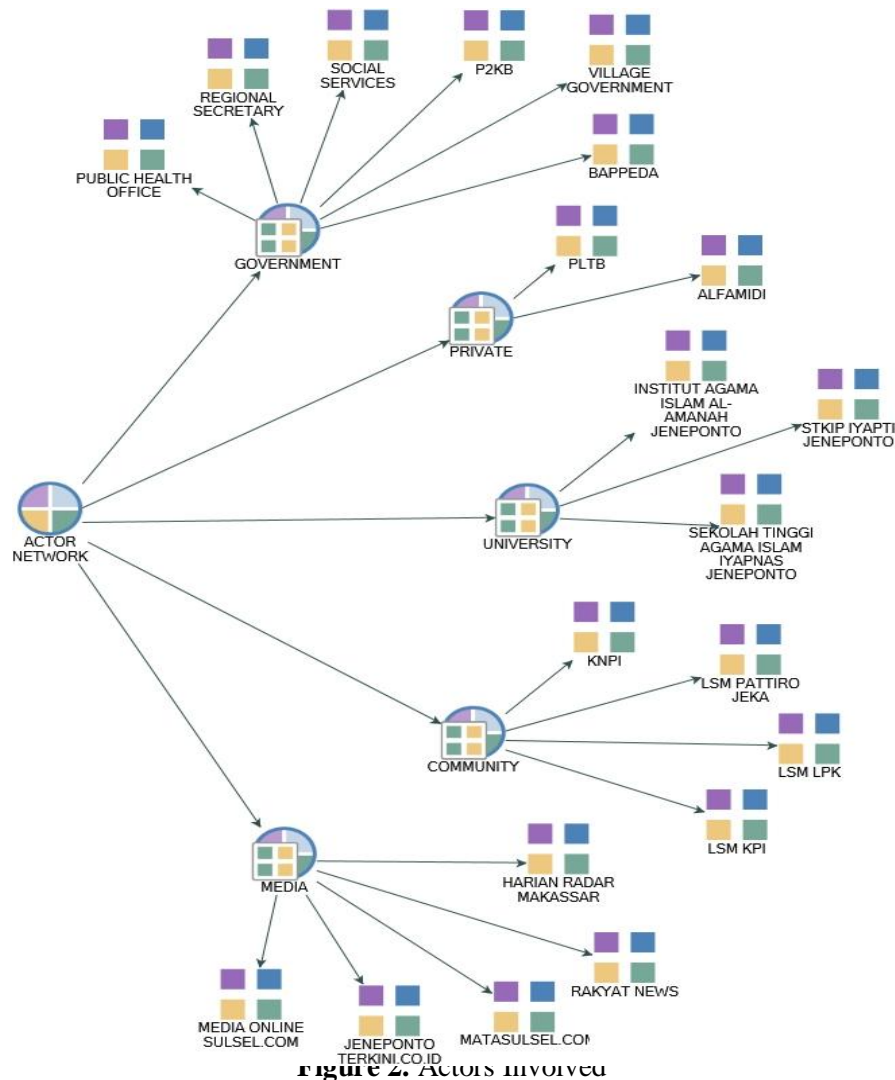 SOCIAL
SERVICES
P2KB
VILLAGE
GOVERNMENT
REGIONAL
SECRETARY
BAPPEDA
PUBLIC HEALTH
OFFICE
GOVERNMENT
PLTB
ALFAMIDI
PRIVATE
INSTITUT AGAMA
ISLAM AL-
AMANAH
JENEPONTO
STKIP IYAPTI
JENEPONTO
UNIVERSITY
SEKOLAH TINGGI
AGAMA ISLAM
IYAPNAS
JENEPONTO
ACTOR
NETWORK
KNPI
LSM PATTIRO
JEKA
LSM LPK
COMMUNITY
LSM KPI
MEDIA
HARIAN RADAR
MAKASSAR
RAKYAT NEWS
MEDIA ONLINE
SULSEL.COM
JENEPONTO
TERKINI.CO.ID
MATASULSEL.COM
Figure 2. Actors Involved